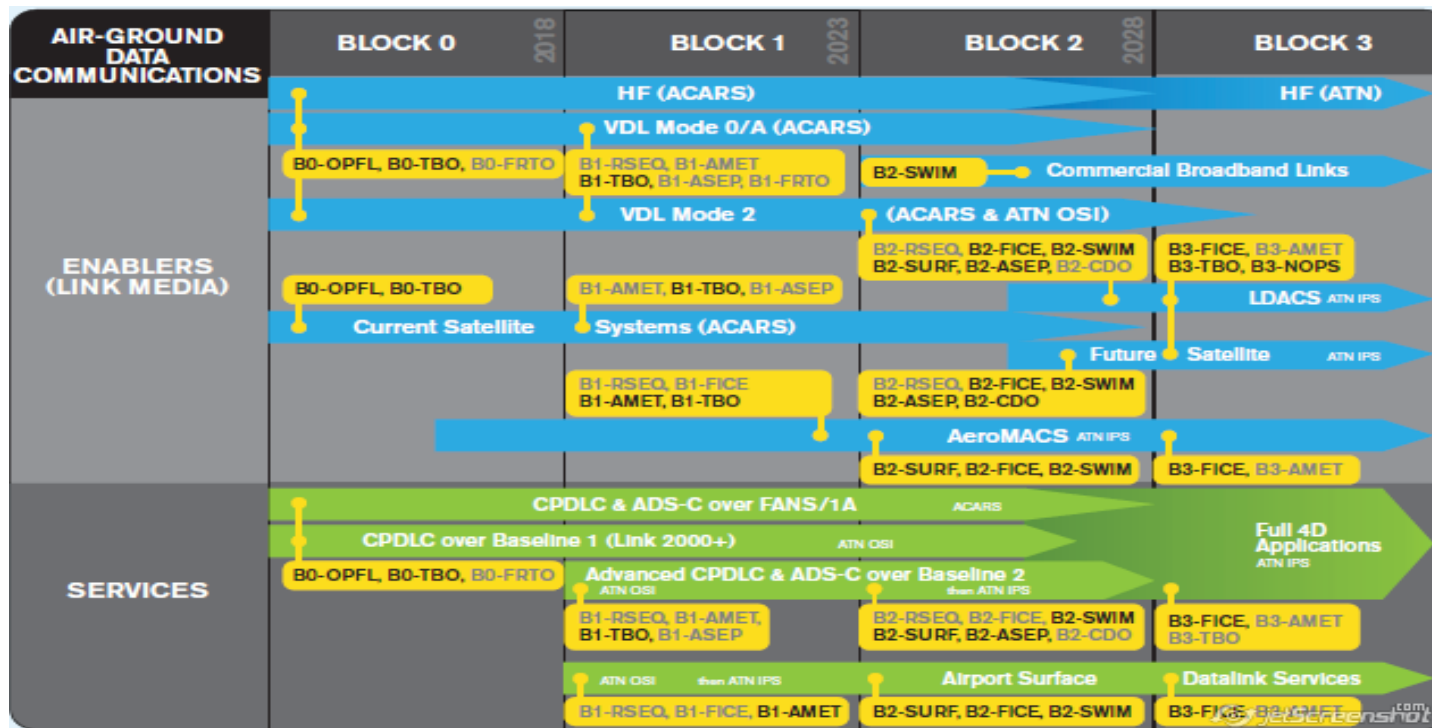 AIR-GROUND
DATA
COMMUNICATIONS
BLOCK 0
2018
BLOCK 1
2023
BLOCK 2
2028
BLOCK 3
HF (ACARS)
HF (ATN)
VDL Mode 0/A (ACARS)
B0-OPFL, B0-TBO, B0-FRTO
B1-RSEQ, B1-AMET
B1-TBO, B1-ASEP, B1-FRTO
B2-SWIM
Commercial Broadband Links
VDL Mode 2
(ACARS & ATN OSI)
ENABLERS
(LINK MEDIA)
B2-RSEQ, B2-FICE, B2-SWIM
B2-SURF, B2-ASEP, B2-CDO
B3-FICE, B3-AMET
B3-TBO, B3-NOPS
B0-OPFL, B0-TBO
B1-AMET, B1-TBO, B1-ASEP
LDACS ATN IPS
Current Satellite Systems (ACARS)
Future Satellite ATN IPS
B1-RSEQ, B1-FICE
B1-AMET, B1-TBO
B2-RSEQ, B2-FICE, B2-SWIM
B2-ASEP, B2-CDO
AeroMACS ATN IPS
B2-SURF, B2-FICE, B2-SWIM
B3-FICE, B3-AMET
SERVICES
CPDLC & ADS-C over FANS/1A ACARS
CPDLC over Baseline 1 (Link 2000+) ATN OSI
Full 4D
Applications
ATN IPS
B0-OPFL, B0-TBO, B0-FRTO
Advanced CPDLC & ADS-C over Baseline 2
ATN OSI then ATN IPS
B1-RSEQ, B1-AMET,
B1-TBO, B1-ASEP
B2-RSEQ, B2-FICE, B2-SWIM
B2-SURF, B2-ASEP, B2-CDO
B3-FICE, B3-AMET
B3-TBO
ATN OSI then ATN IPS Airport Surface Datalink Services
B1-RSEQ, B1-FICE, B1-AMET
B2-SURF, B2-FICE, B2-SWIM
B3-FICE, B3-AMET
jetScreenshot.com